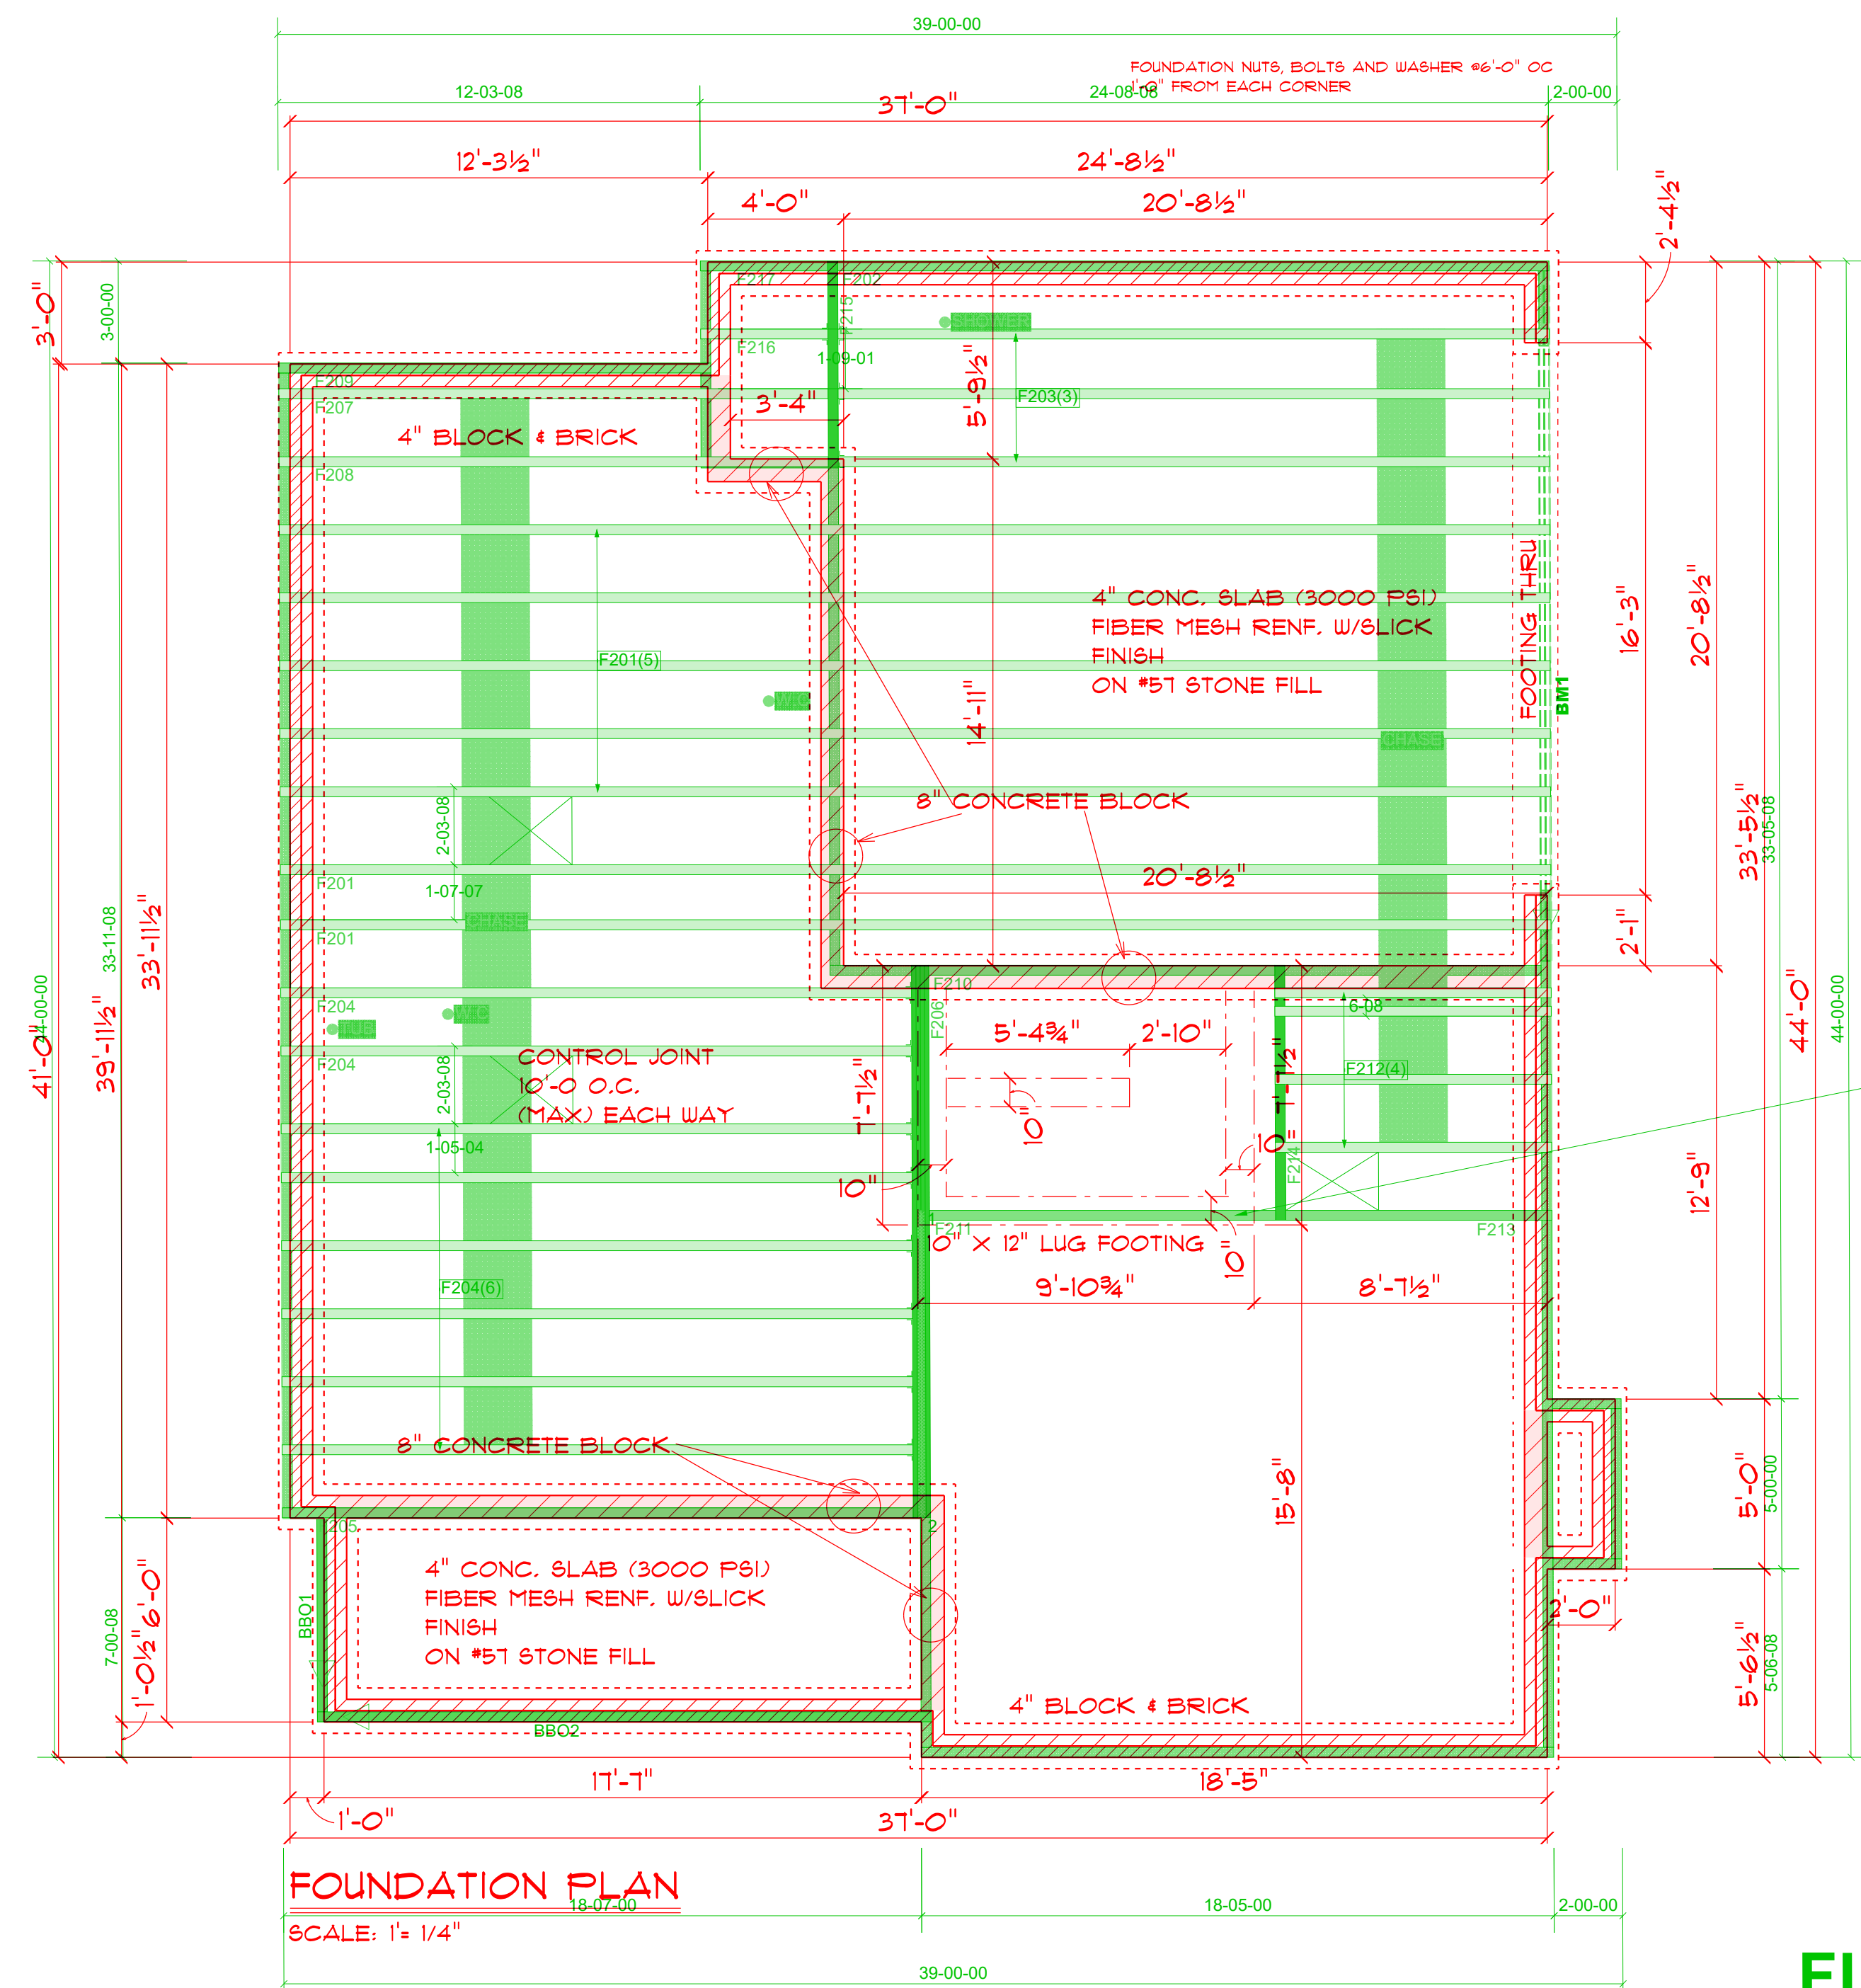 39-00-00
FOUNDATION NUTS, BOLTS AND WASHER @6'-0" OC
1'-0" FROM EACH CORNER
12-03-08
24-08-08
2-00-00
37'-0"
12'-3½"
24'-8½"
4'-0"
20'-8½"
2'-4½"
3'-0"
3-00-00
F217
F202
F215
SHOWER
F216
1-09-01
5'-9½"
F209
F207
3'-4"
F203(3)
4" BLOCK & BRICK
F208
4" CONC. SLAB (3000 PSI)
FIBER MESH RENF. W/SLICK
FINISH
ON #57 STONE FILL
FOOTING THRU
BM1
16'-3"
20'-8½"
F201(5)
W.C
14'-11"
CHASE
8" CONCRETE BLOCK
2-03-08
33'-5½"
33-05-08
F201
1-07-07
20'-8½"
CHASE
F201
2'-1"
33-11-08
33'-11½"
44-00-00
41'-0"
39'-11½"
44'-0"
44-00-00
F210
F204
F206
6-08
W.C
TUB
5'-4¾"
2'-10"
CONTROL JOINT
10'-0 O.C.
(MAX) EACH WAY
F204
2-03-08
7'-7½"
7'-7½"
F212(4)
10"
10"
1-05-04
10"
F214
12'-9"
1
F211
F213
10" X 12" LUG FOOTING
10"
F204(6)
9'-10¾"
8'-7½"
8" CONCRETE BLOCK
15'-8"
5'-0"
5-00-00
2
4" CONC. SLAB (3000 PSI)
FIBER MESH RENF. W/SLICK
FINISH
ON #57 STONE FILL
BBO1
7-00-08
1'-0½"
6'-0"
2'-0"
5'-6½"
5-06-08
4" BLOCK & BRICK
BBO2
17'-7"
18'-5"
1'-0"
37'-0"
FOUNDATION PLAN
18-07-00
18-05-00
2-00-00
SCALE: 1'= 1/4"
39-00-00